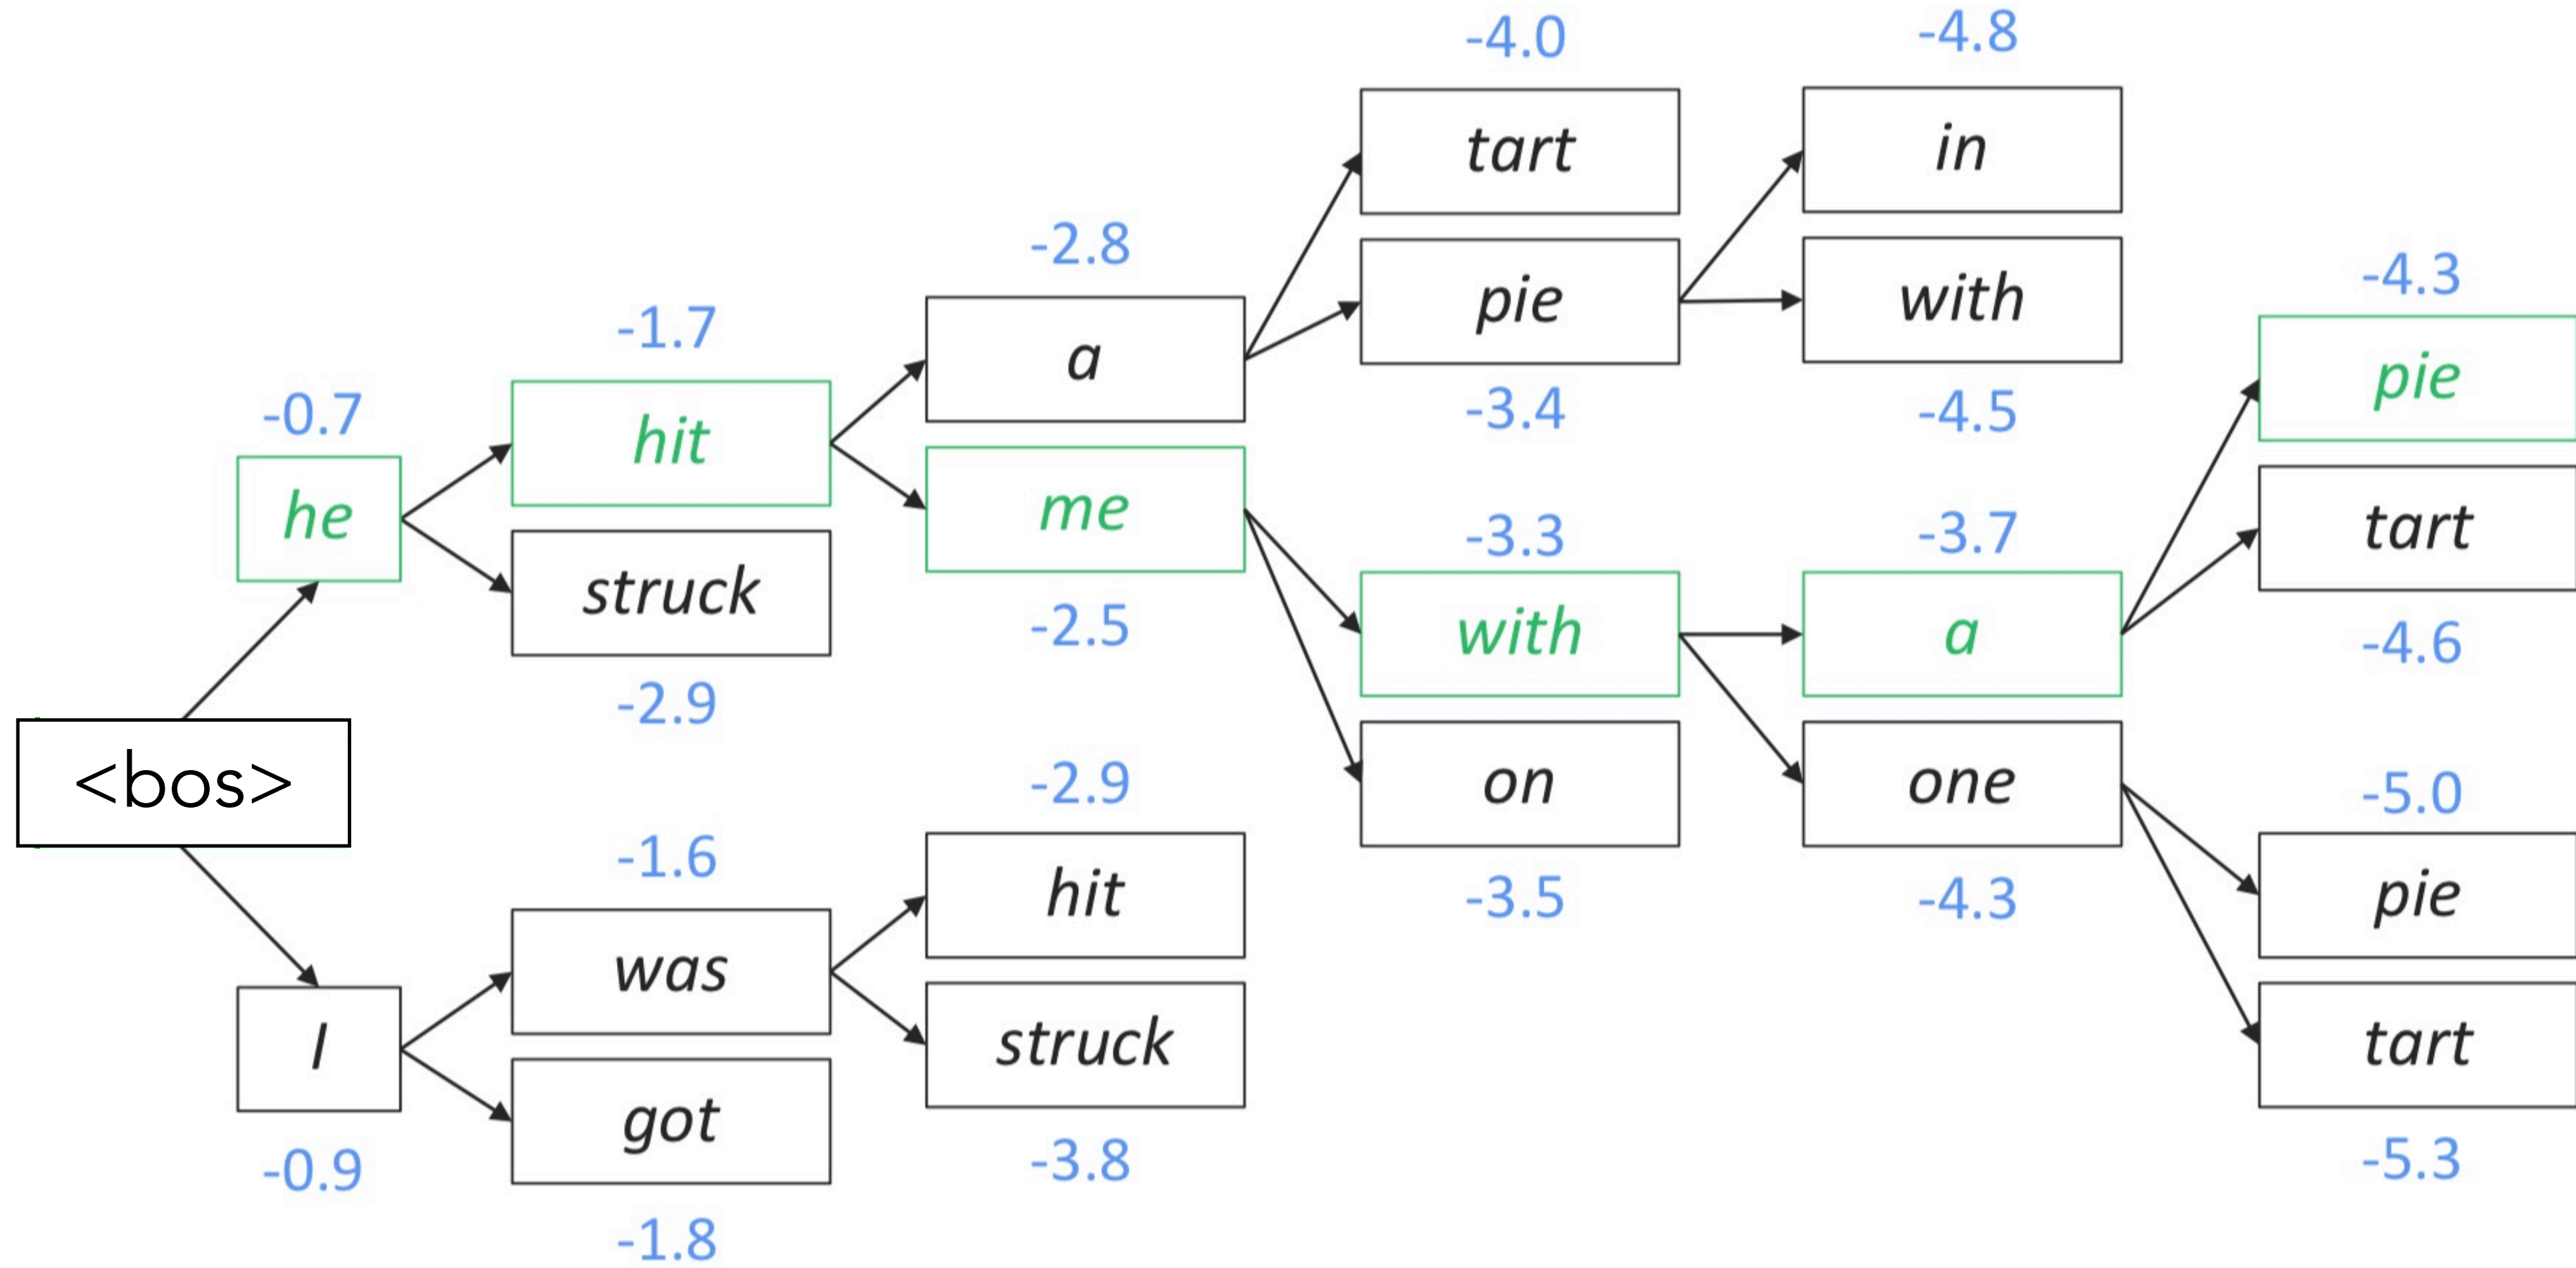 -4.0
-4.8
tart
in
-2.8
-4.3
pie
with
-1.7
a
pie
-0.7
-3.4
-4.5
hit
he
me
-3.3
-3.7
tart
struck
-2.5
with
a
-4.6
-2.9
<bos>
-2.9
on
one
-5.0
-1.6
hit
-3.5
-4.3
pie
was
I
struck
tart
got
-0.9
-3.8
-5.3
-1.8